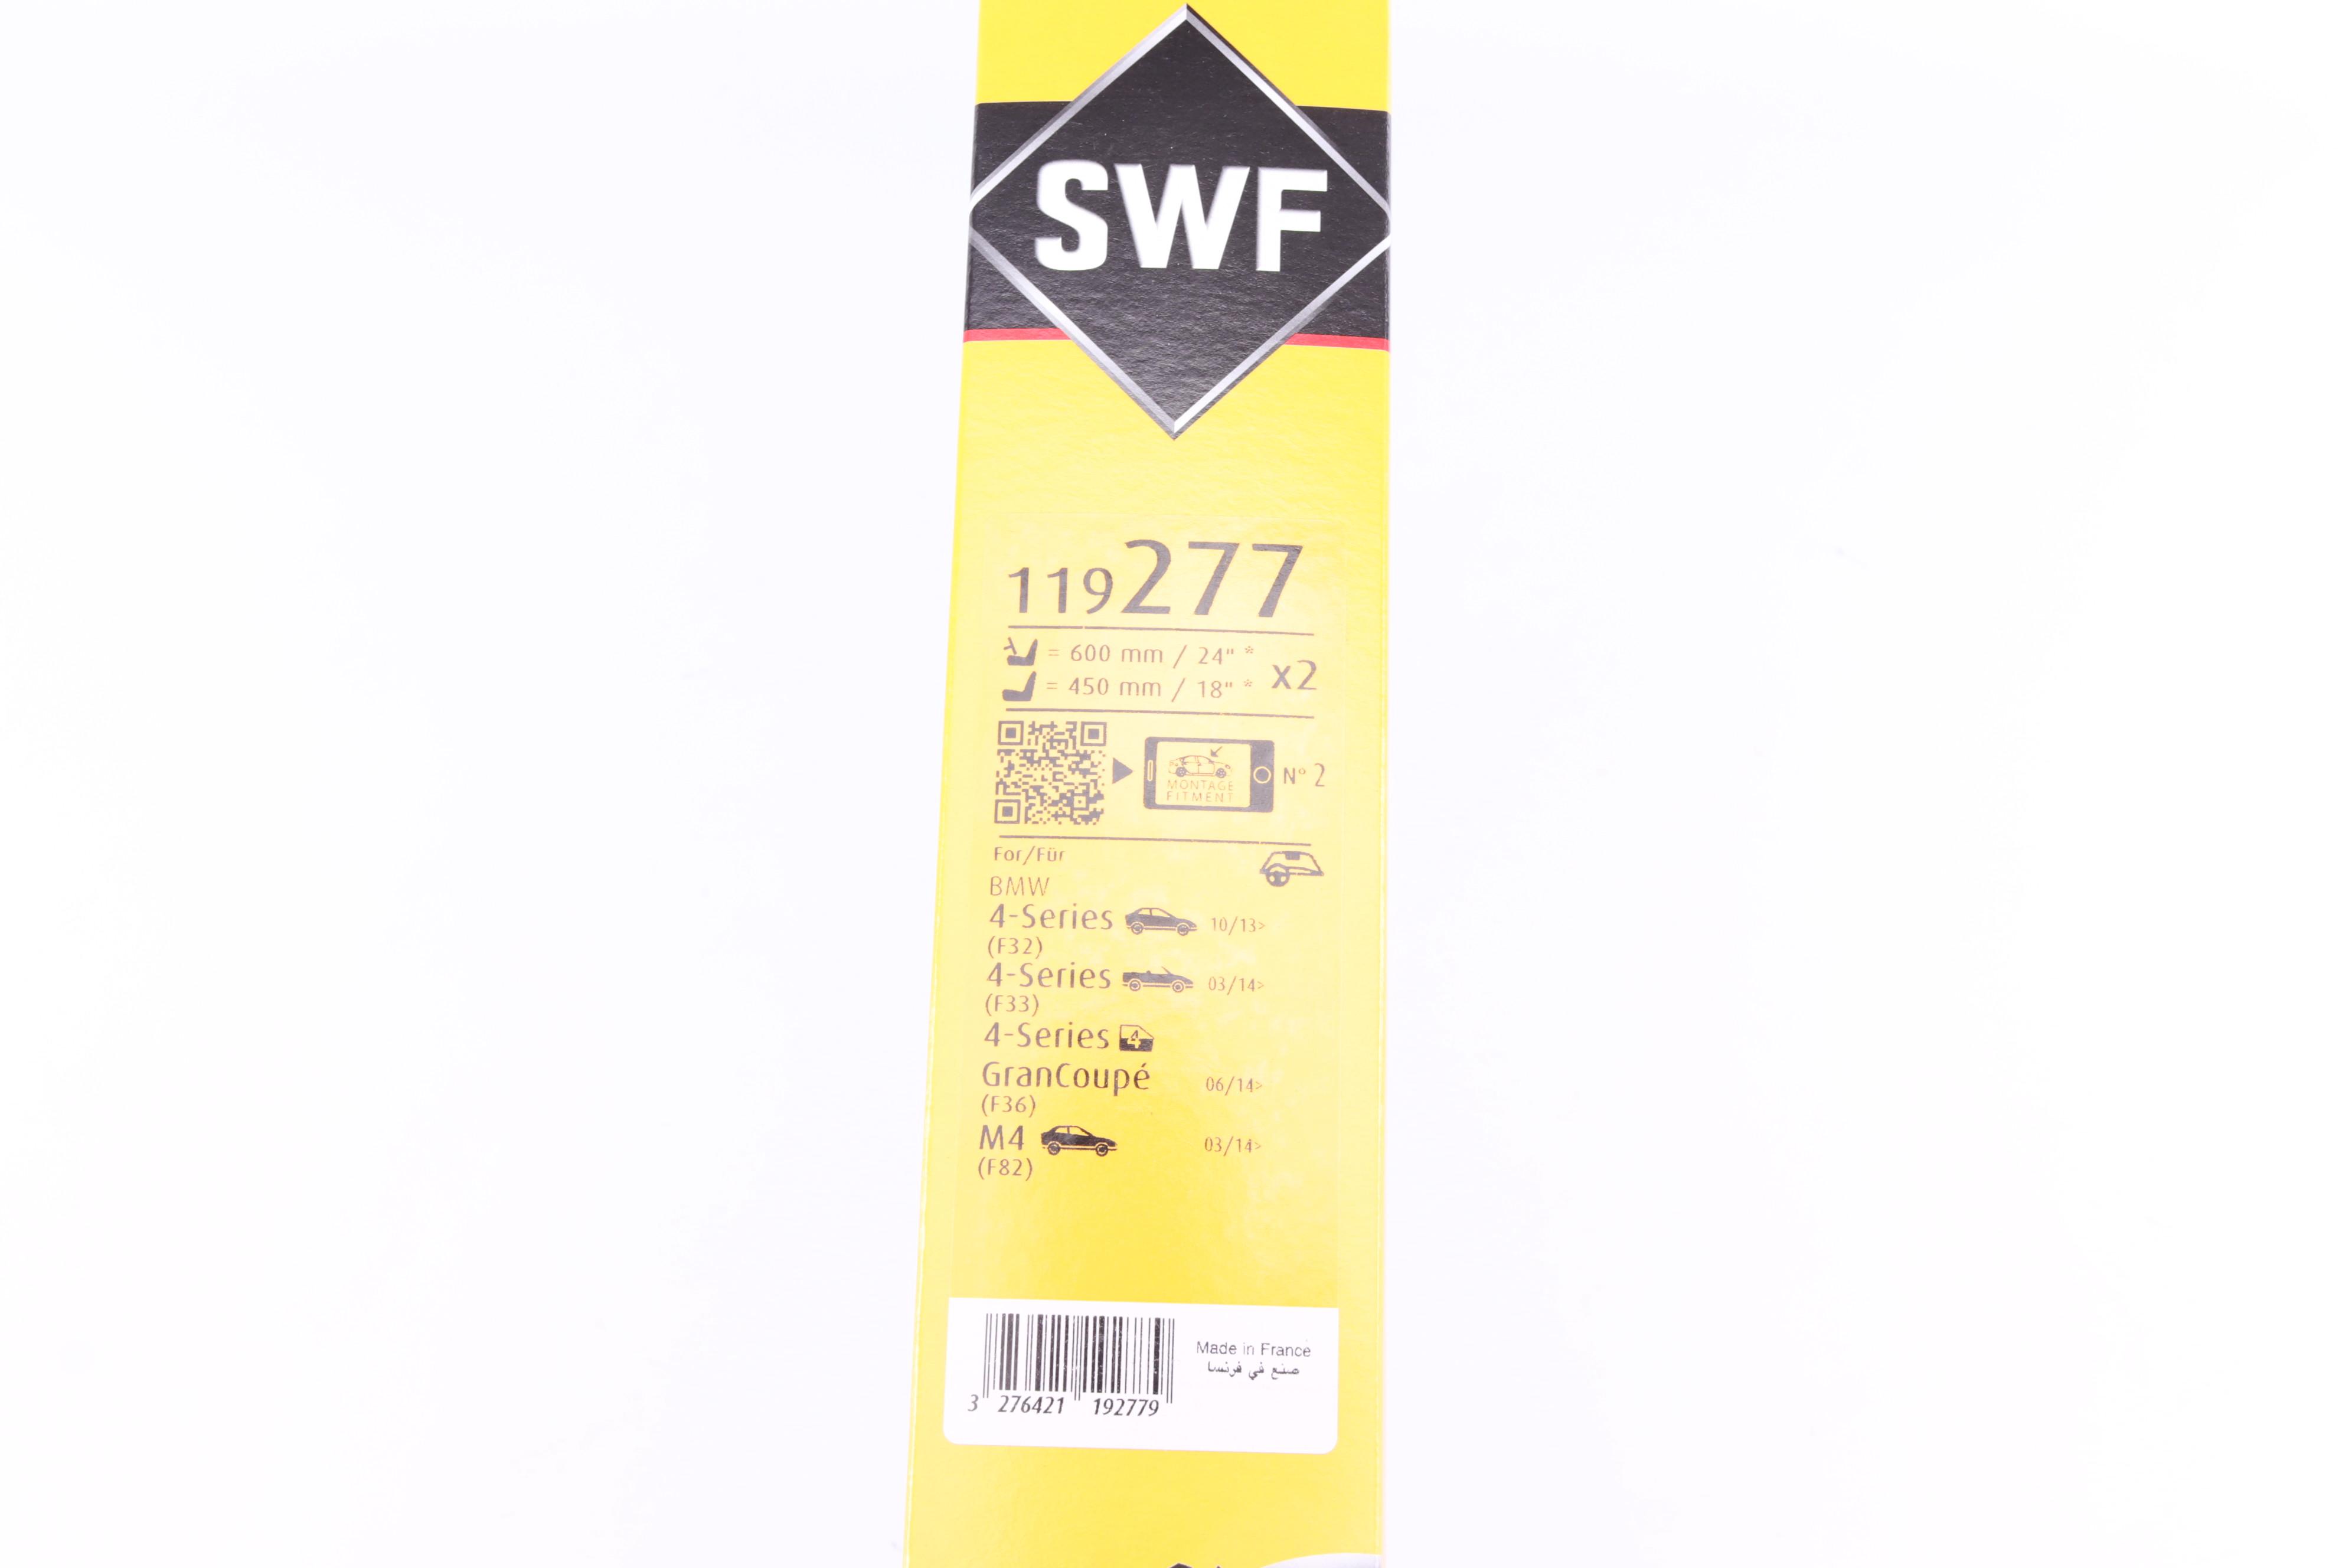 SWF
119277
= 600 mm / 24" *
= 450 mm / 18" *
x2
MONTAGE
FITMENT
N° 2
For/Für
BMW
4-Series 10/13>
(F32)
4-Series 03/14>
(F33)
4-Series 4
GranCoupé 06/14>
(F36)
M4 03/14>
(F82)
Made in France
صنع في فرنسا
3 276421 192779